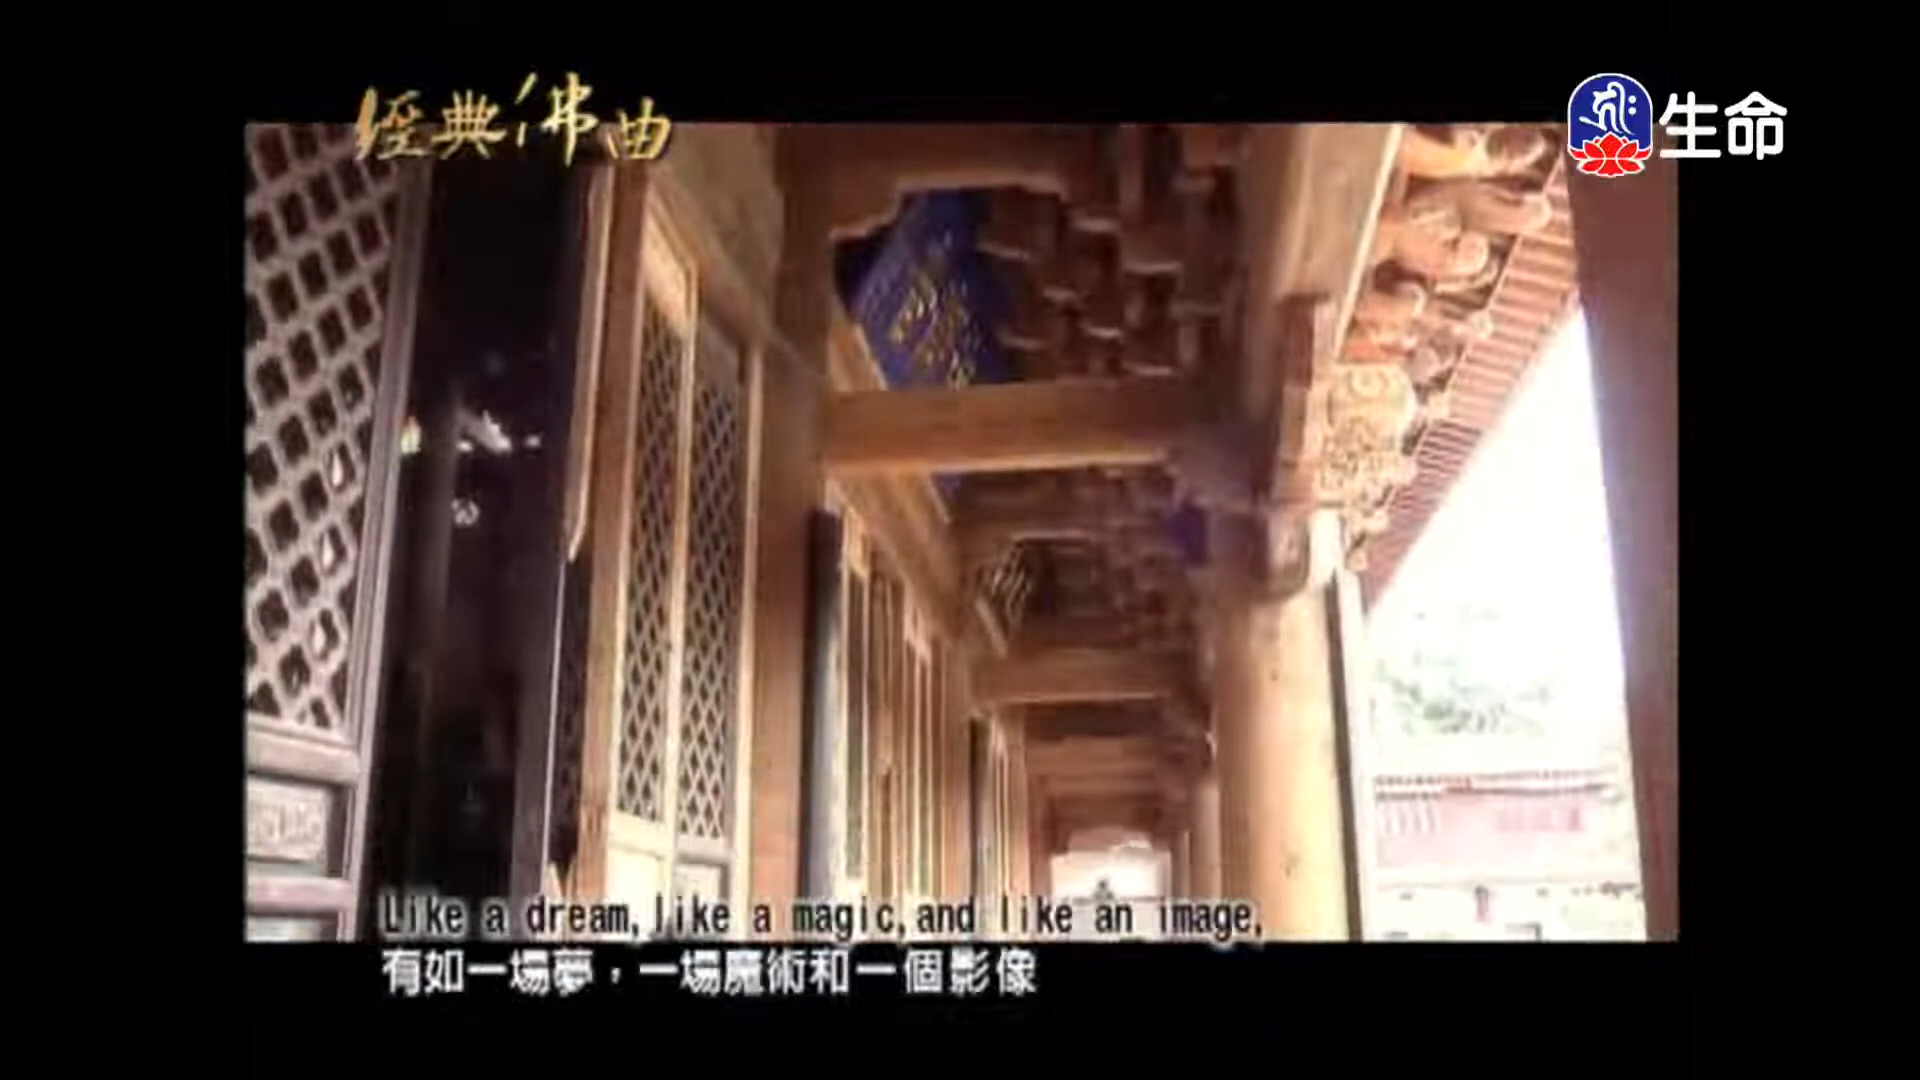 經典佛曲
生命
Like a dream,like a magic,and like an image,
有如一場夢，一場魔術和一個影像